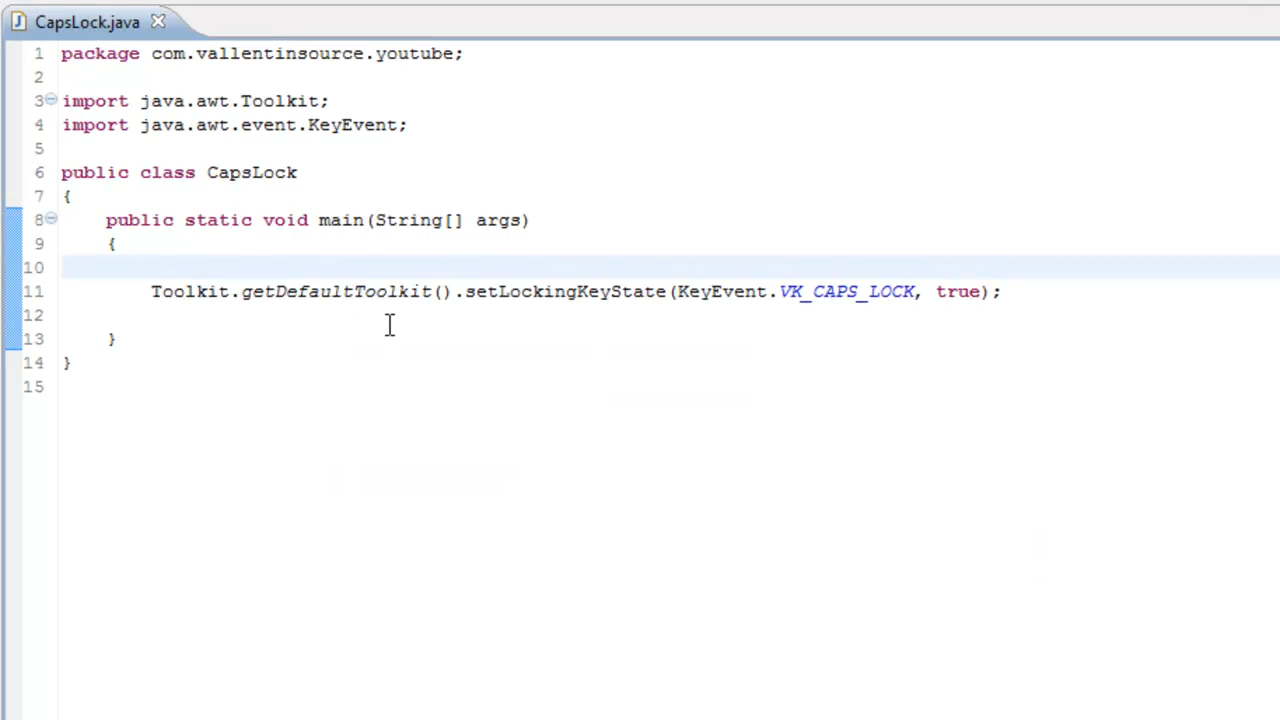 CapsLock.java
1 package com.vallentinsource.youtube;
2
3 import java.awt.Toolkit;
4 import java.awt.event.KeyEvent;
5
6 public class CapsLock
7 {
8 public static void main(String[] args)
9 {
10
11 Toolkit.getDefaultToolkit().setLockingKeyState(KeyEvent.VK_CAPS_LOCK, true);
12
13 }
14 }
15